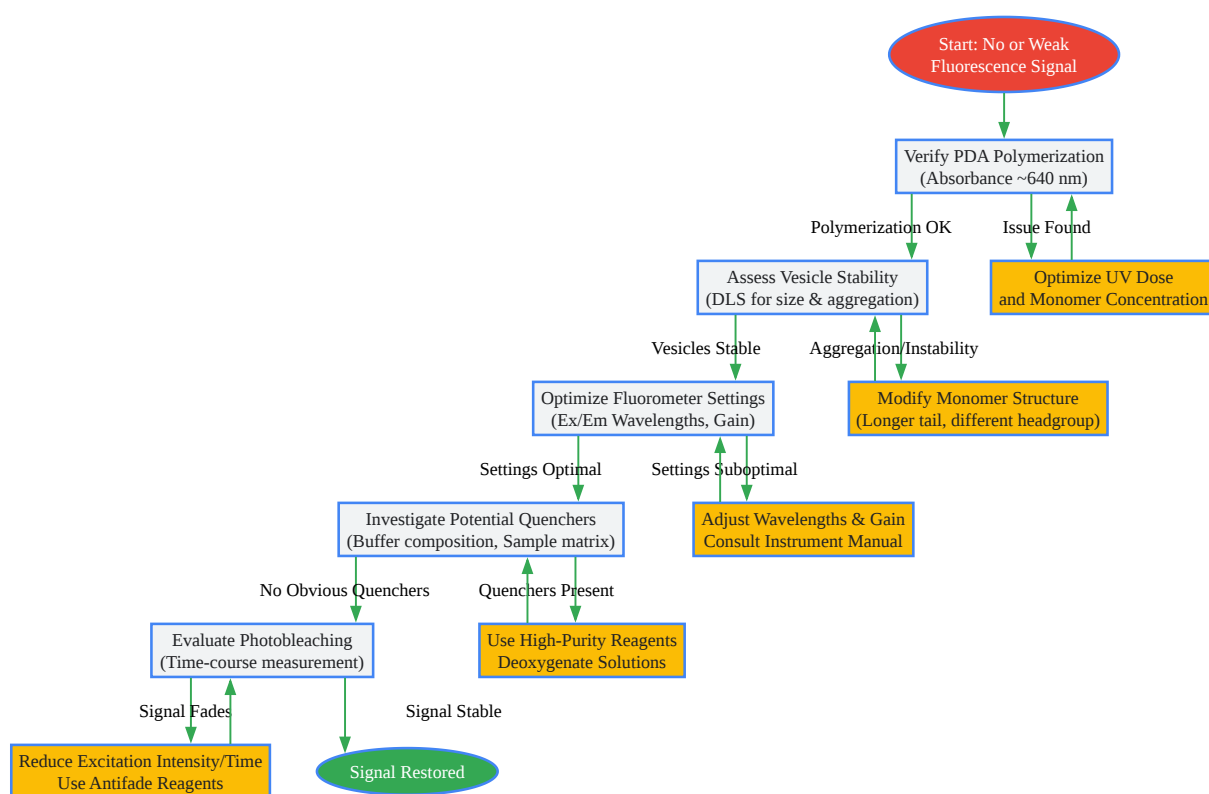 Start: No or Weak
Fluorescence Signal
Verify PDA Polymerization
(Absorbance ~640 nm)
Polymerization OK
Issue Found
Assess Vesicle Stability
(DLS for size & aggregation)
Optimize UV Dose
and Monomer Concentration
Vesicles Stable
Aggregation/Instability
Optimize Fluorometer Settings
(Ex/Em Wavelengths, Gain)
Modify Monomer Structure
(Longer tail, different headgroup)
Settings Optimal
Settings Suboptimal
Investigate Potential Quenchers
(Buffer composition, Sample matrix)
Adjust Wavelengths & Gain
Consult Instrument Manual
No Obvious Quenchers
Quenchers Present
Evaluate Photobleaching
(Time-course measurement)
Use High-Purity Reagents
Deoxygenate Solutions
Signal Fades
Signal Stable
Reduce Excitation Intensity/Time
Use Antifade Reagents
Signal Restored